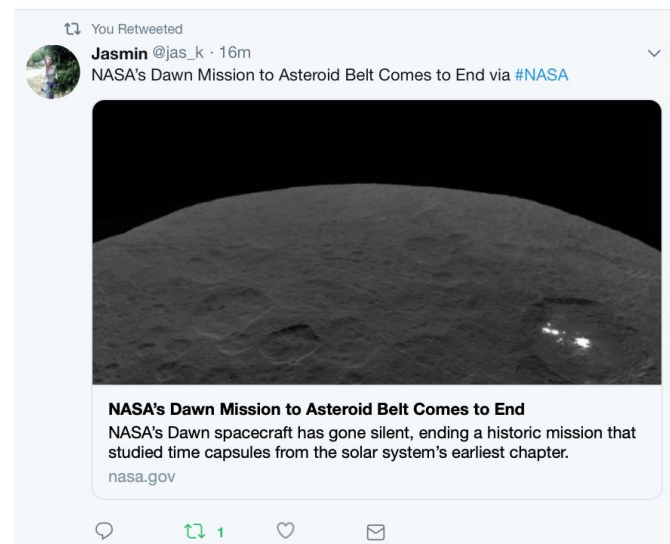 You Retweeted
Jasmin @jas_k · 16m
NASA’s Dawn Mission to Asteroid Belt Comes to End via #NASA
NASA’s Dawn Mission to Asteroid Belt Comes to End
NASA’s Dawn spacecraft has gone silent, ending a historic mission that
studied time capsules from the solar system’s earliest chapter.
nasa.gov
1